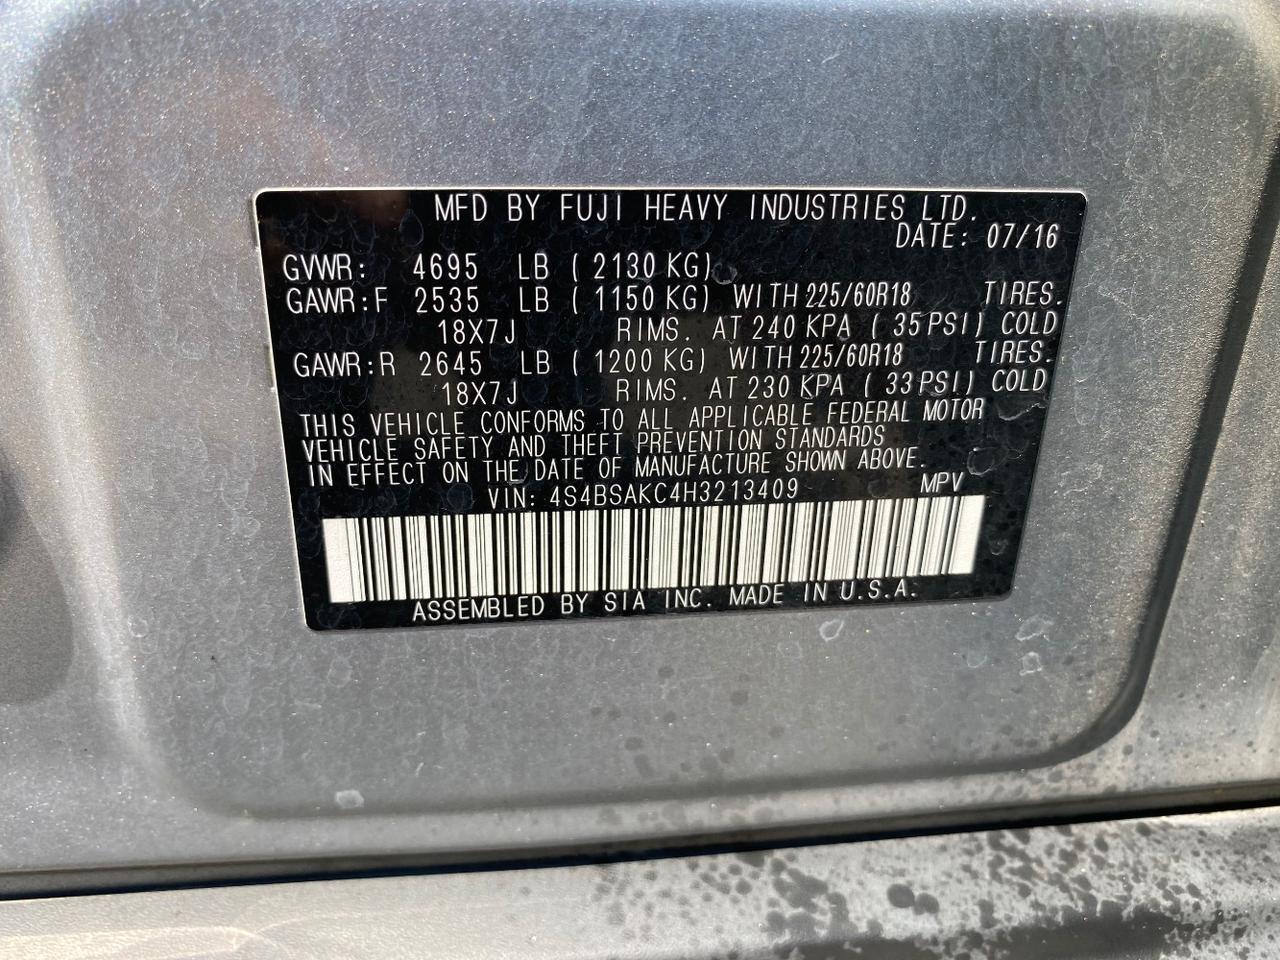 MFD BY FUJI HEAVY INDUSTRIES LTD.
DATE: 07/16
GVWR: 4695 LB ( 2130 KG)
GAWR:F 2535 LB ( 1150 KG) WITH 225/60R18 TIRES.
18X7J RIMS. AT 240 KPA ( 35 PSI) COLD
GAWR:R 2645 LB ( 1200 KG) WITH 225/60R18 TIRES.
18X7J RIMS. AT 230 KPA ( 33 PSI) COLD
THIS VEHICLE CONFORMS TO ALL APPLICABLE FEDERAL MOTOR
VEHICLE SAFETY AND THEFT PREVENTION STANDARDS
IN EFFECT ON THE DATE OF MANUFACTURE SHOWN ABOVE.
VIN: 4S4BSAKC4H3213409 MPV
ASSEMBLED BY SIA INC. MADE IN U.S.A.